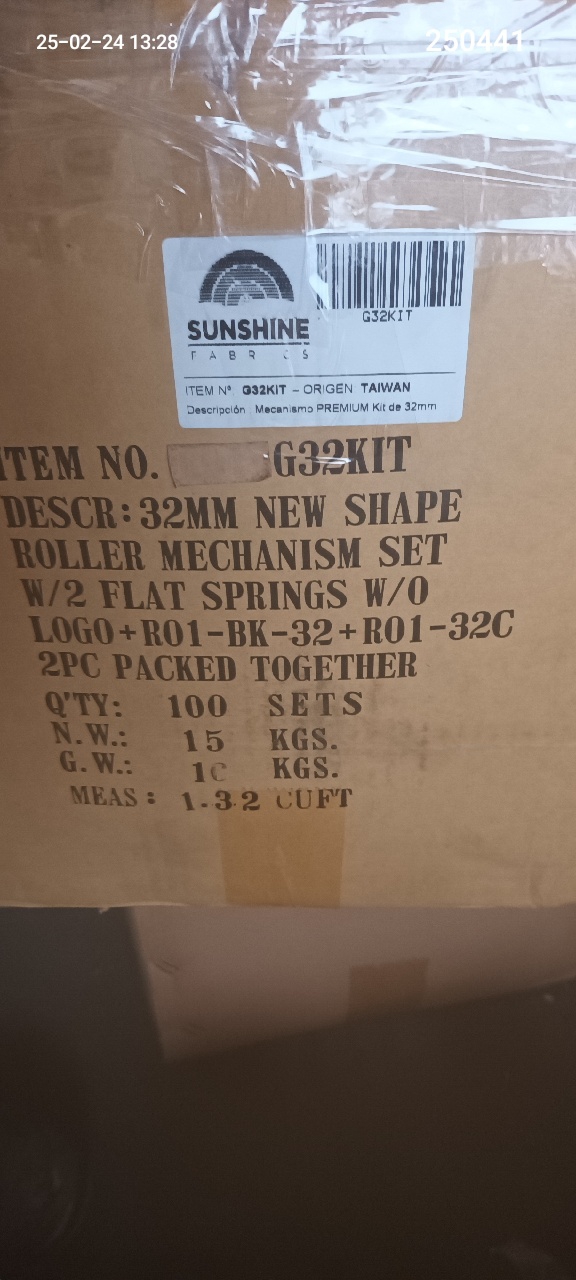 25-02-24 13:28
250441
SUNSHINE
FABRICS
G32KIT
ITEM N° G32KIT - ORIGEN TAIWAN
Descripción Mecanismo PREMIUM Kit de 32mm
ITEM NO. G32KIT
DESCR: 32MM NEW SHAPE
ROLLER MECHANISM SET
W/2 FLAT SPRINGS W/O
LOGO+R01-BK-32+R01-32C
2PC PACKED TOGETHER
Q'TY: 100 SETS
N.W.: 15 KGS.
G.W.: KGS.
MEAS: 1.32 CUFT